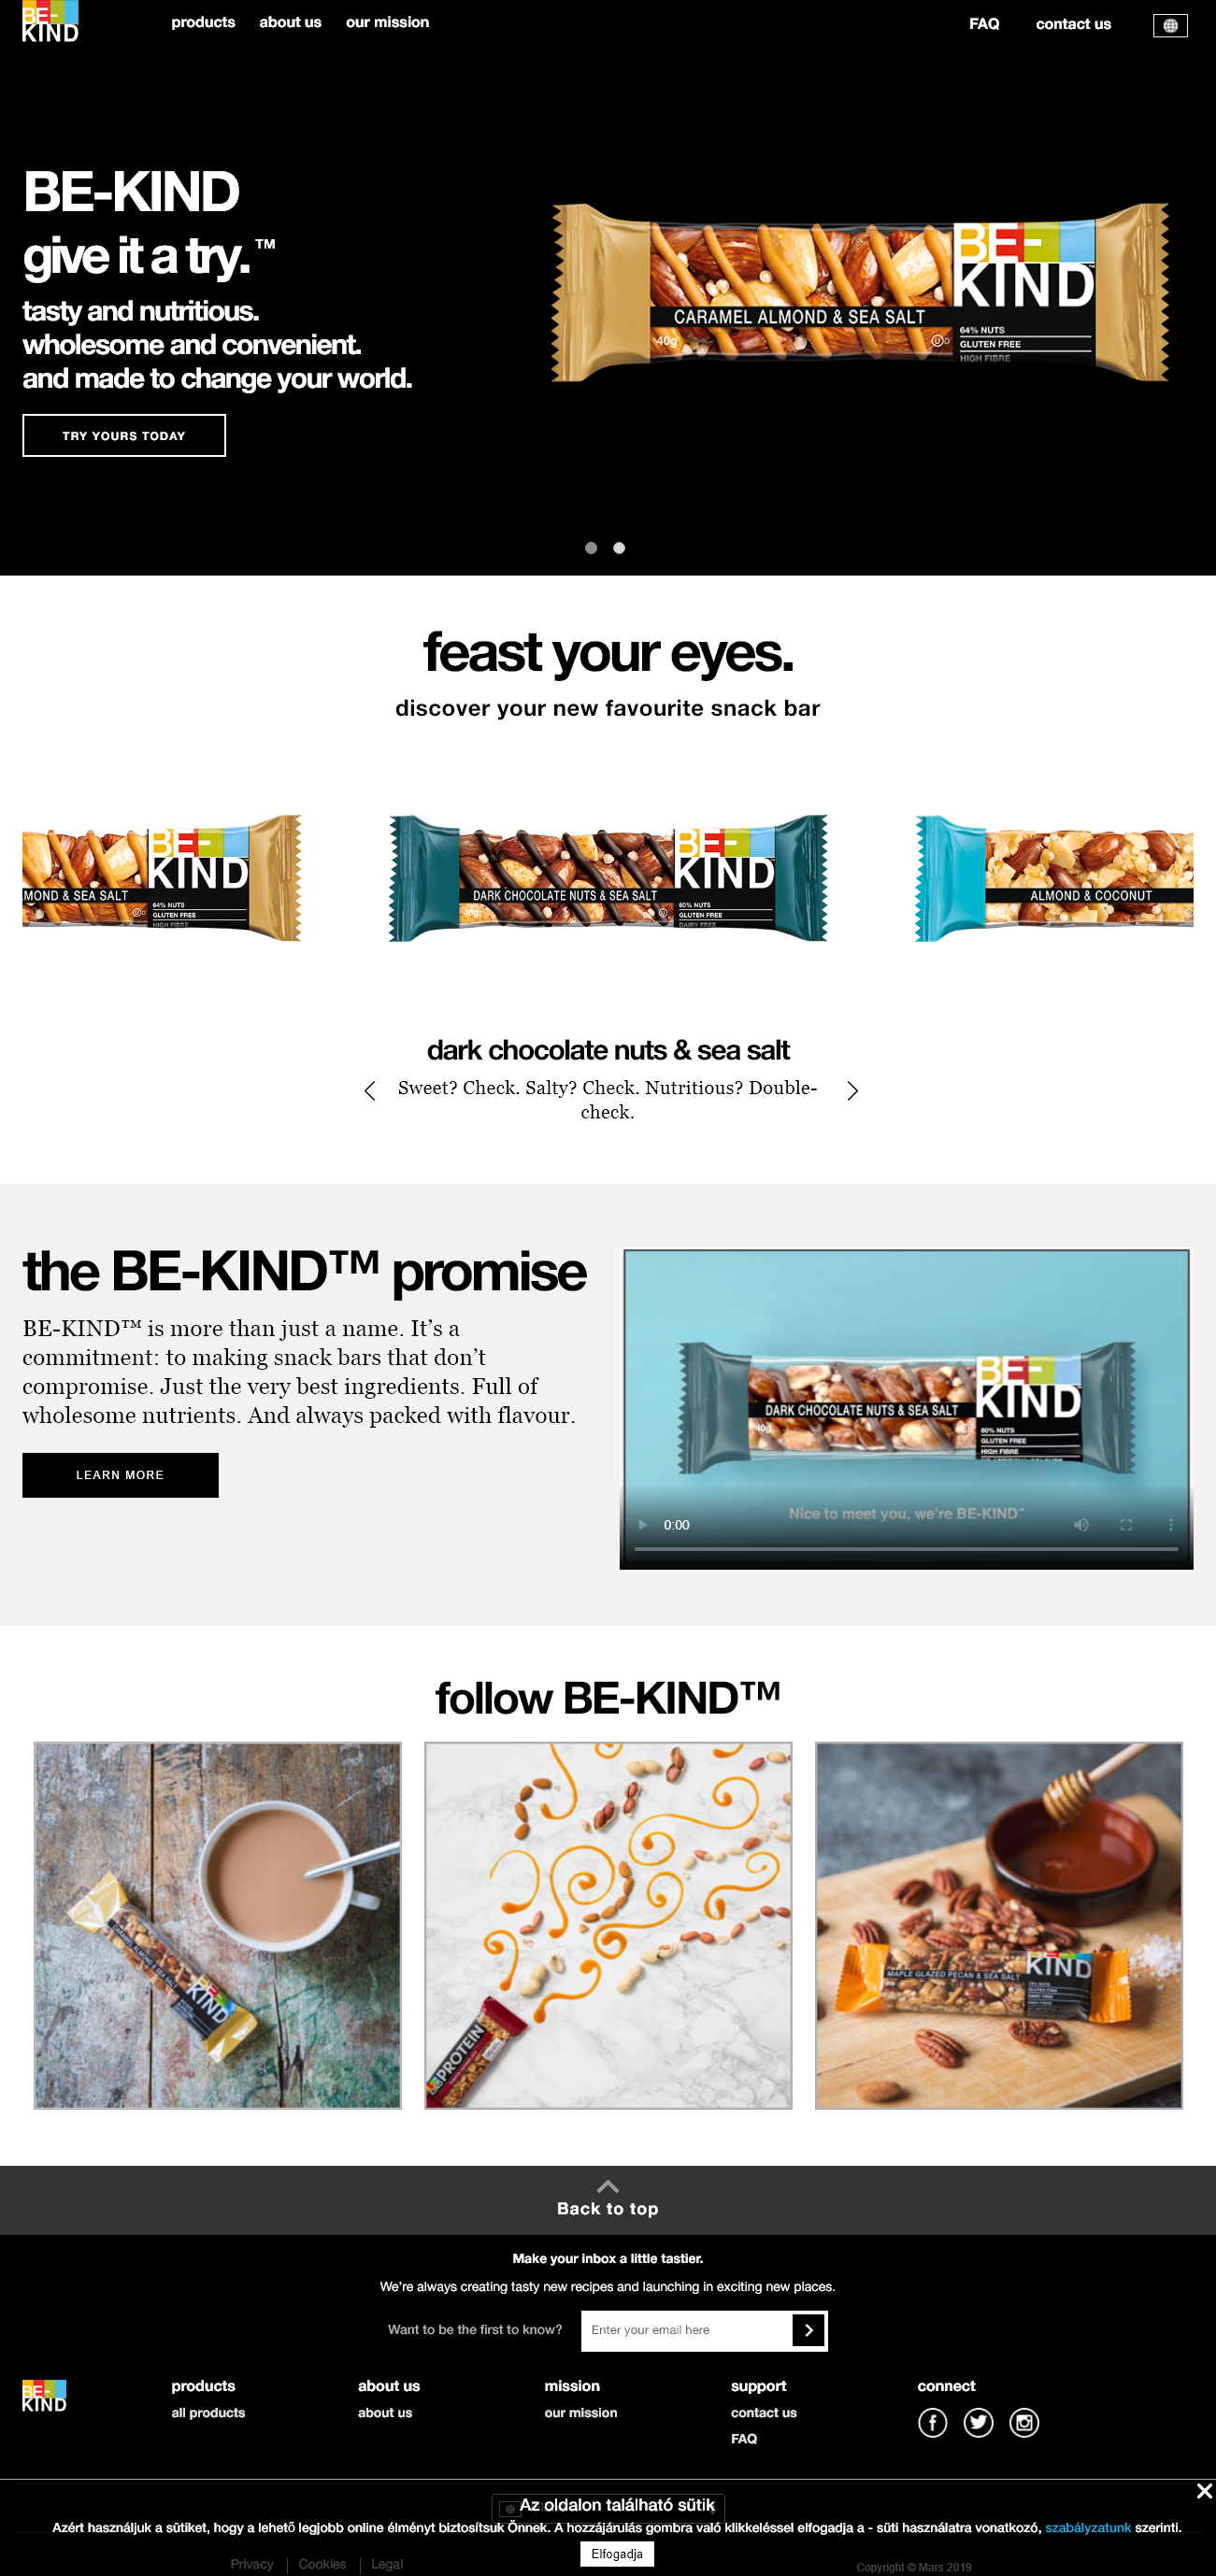 BE-KIND
products about us our mission
FAQ contact us
BE-KIND
give it a try.™
tasty and nutritious.
wholesome and convenient.
and made to change your world.
TRY YOURS TODAY
BE-KIND
CARAMEL ALMOND & SEA SALT
40g
64% NUTS
GLUTEN FREE
HIGH FIBRE
feast your eyes.
discover your new favourite snack bar
BE-KIND
MOND & SEA SALT
64% NUTS
GLUTEN FREE
HIGH FIBRE
BE-KIND
DARK CHOCOLATE NUTS & SEA SALT
40g
60% NUTS
GLUTEN FREE
DAIRY FREE
ALMOND & COCONUT
dark chocolate nuts & sea salt
Sweet? Check. Salty? Check. Nutritious? Double-
check.
the BE-KIND™ promise
BE-KIND™ is more than just a name. It’s a
commitment: to making snack bars that don’t
compromise. Just the very best ingredients. Full of
wholesome nutrients. And always packed with flavour.
LEARN MORE
BE-KIND
DARK CHOCOLATE NUTS & SEA SALT
40g
60% NUTS
GLUTEN FREE
HIGH FIBRE
Nice to meet you, we’re BE-KIND™
0:00
follow BE-KIND™
CARAMEL ALMOND & SEA SALT
KIND
PROTEIN
MAPLE GLAZED PECAN & SEA SALT
KIND
Back to top
Make your inbox a little tastier.
We’re always creating tasty new recipes and launching in exciting new places.
Want to be the first to know? Enter your email here
BE-KIND
products about us mission support connect
all products about us our mission contact us
FAQ
Az oldalon található sütik
Azért használjuk a sütiket, hogy a lehető legjobb online élményt biztosítsuk Önnek. A hozzájárulás gombra való klikkeléssel elfogadja a - süti használatra vonatkozó, szabályzatunk szerinti.
Elfogadja
Privacy Cookies Legal
Copyright © Mars 2019